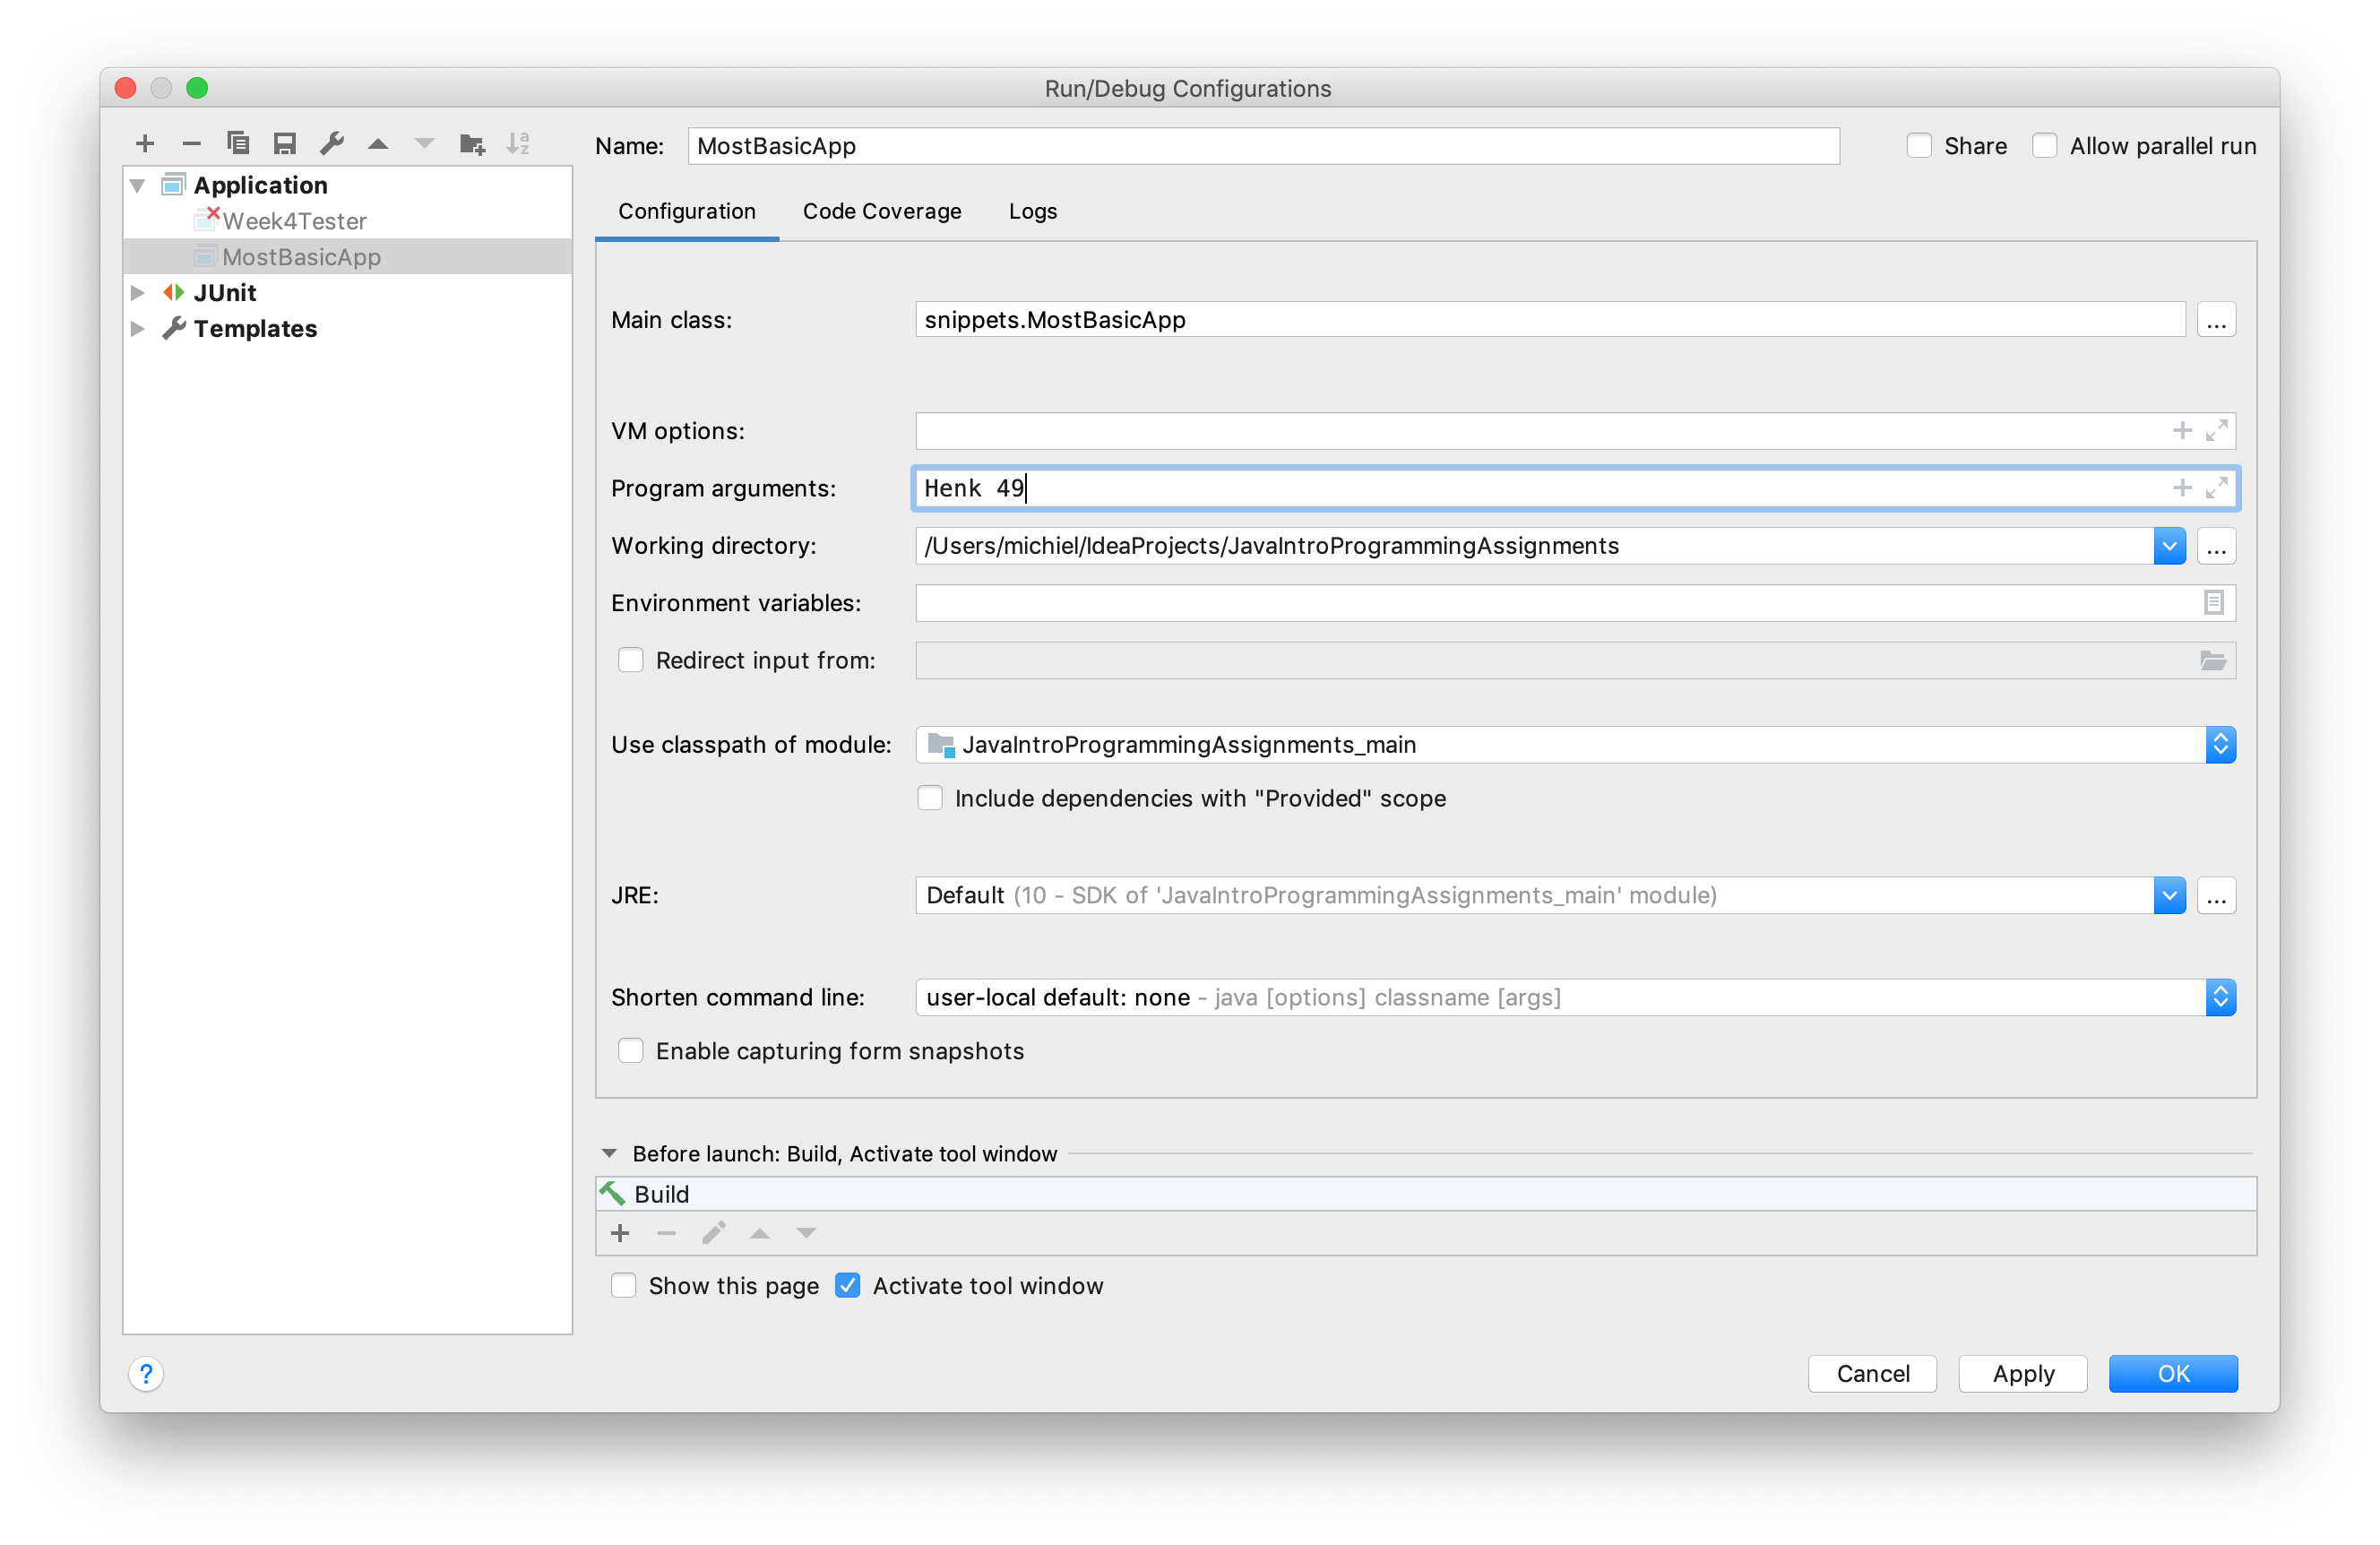 Run/Debug Configurations
Name: MostBasicApp Share Allow parallel run
Application
Week4Tester
MostBasicApp
JUnit
Templates
Configuration Code Coverage Logs
Main class: snippets.MostBasicApp ...
VM options:
Program arguments: Henk 49
Working directory: /Users/michiel/IdeaProjects/JavaIntroProgrammingAssignments ...
Environment variables:
Redirect input from:
Use classpath of module: JavaIntroProgrammingAssignments_main
Include dependencies with "Provided" scope
JRE: Default (10 - SDK of 'JavaIntroProgrammingAssignments_main' module) ...
Shorten command line: user-local default: none - java [options] classname [args]
Enable capturing form snapshots
Before launch: Build, Activate tool window
Build
Show this page Activate tool window
? Cancel Apply OK